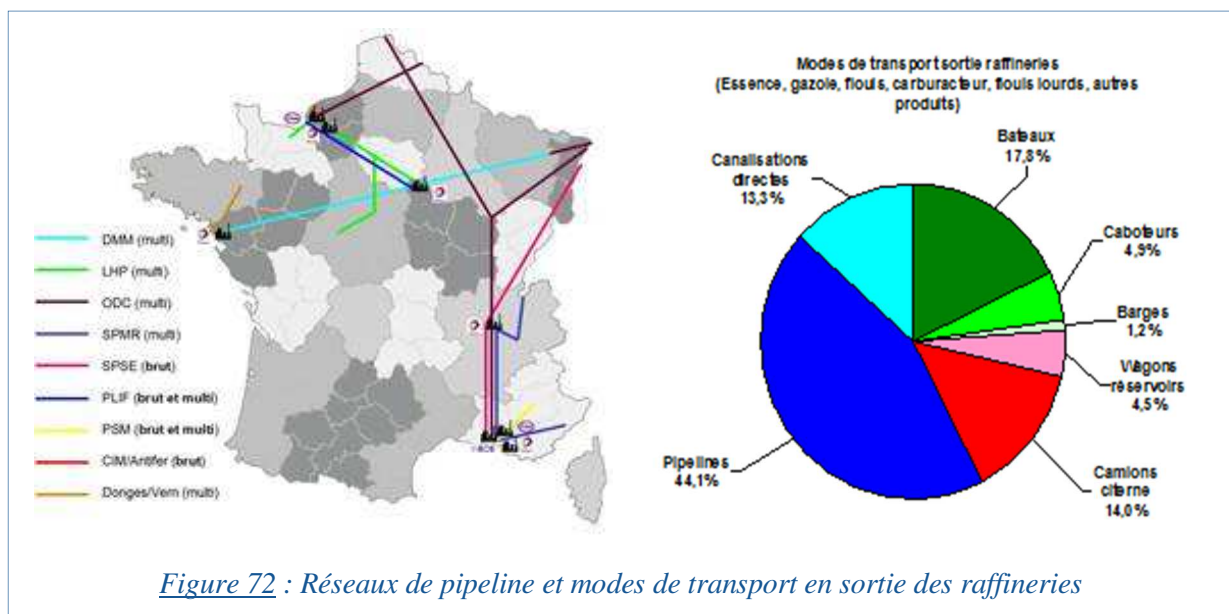 DMM (multi)
LHP (multi)
ODC (multi)
SPMR (multi)
SPSE (brut)
PLIF (brut et multi)
PSM (brut et multi)
CIM/Antifer (brut)
Donges/Vern (multi)
Modes de transport sortie raffineries
(Essence, gazole, fiouls, carburacteur, fiouls lourds, autres
produits)
Bateaux
17,8%
Canalisations
directes
13,3%
Caboteurs
4,9%
Barges
1,2%
Wagons
réservoirs
4,5%
Pipelines
44,1%
Camions
citerne
14,0%
Figure 72 : Réseaux de pipeline et modes de transport en sortie des raffineries